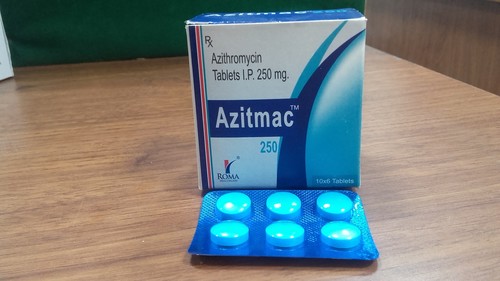 Rx
Azithromycin
Tablets I.P. 250 mg.
Azitmac™
250
ROMA
10x6 Tablets